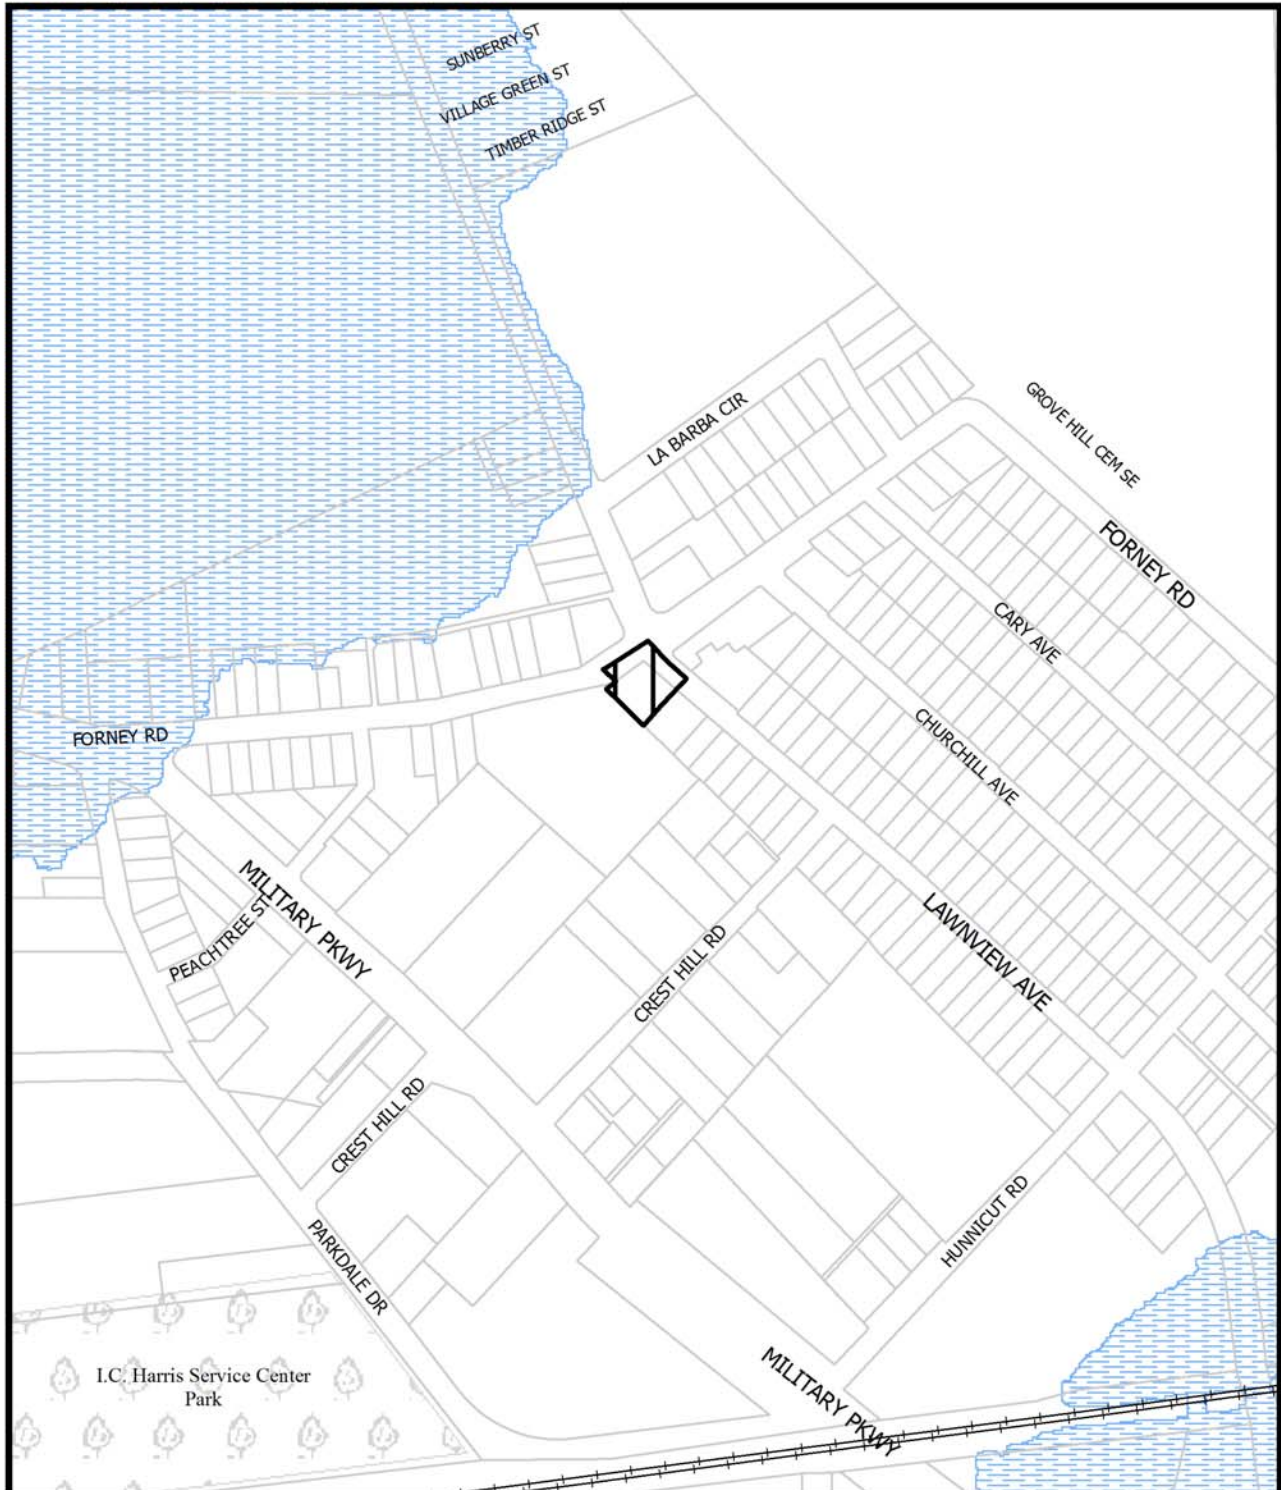 SUNBERRY ST
VILLAGE GREEN ST
TIMBER RIDGE ST
LA BARBA CIR
GROVE HILL CEM SE
FORNEY RD
CARY AVE
CHURCHILL AVE
FORNEY RD
LAWNVIEW AVE
MILITARY PKWY
PEACHTREE ST
CREST HILL RD
CREST HILL RD
HUNNICUT RD
PARKDALE DR
I.C. Harris Service Center
Park
MILITARY PKWY